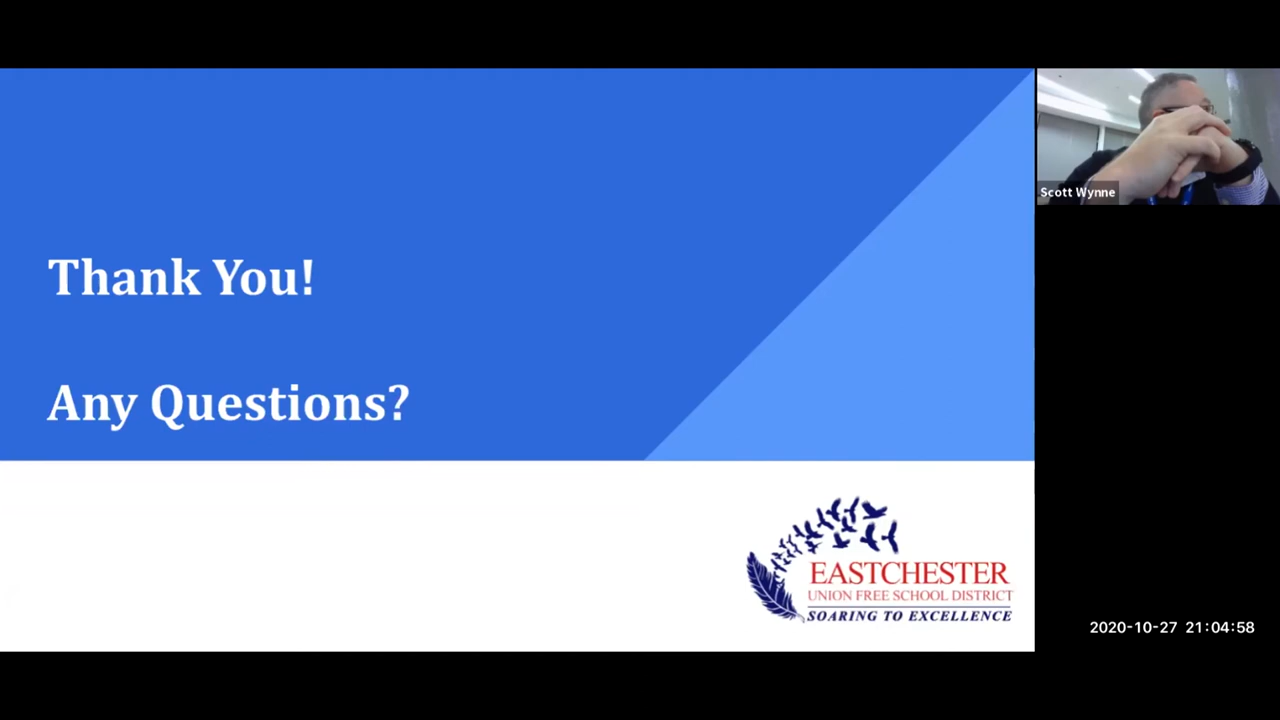 Scott Wynne
Thank You!
Any Questions?
EASTCHESTER
UNION FREE SCHOOL DISTRICT
SOARING TO EXCELLENCE
2020-10-27 21:04:58